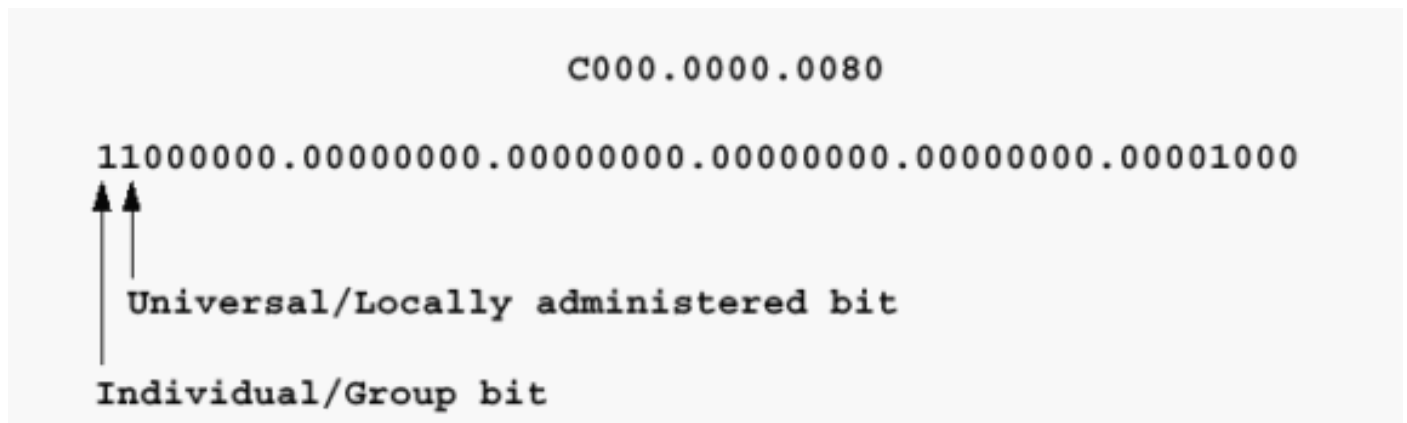 C000.0000.0080
11000000.00000000.00000000.00000000.00000000.00001000
Universal/Locally administered bit
Individual/Group bit